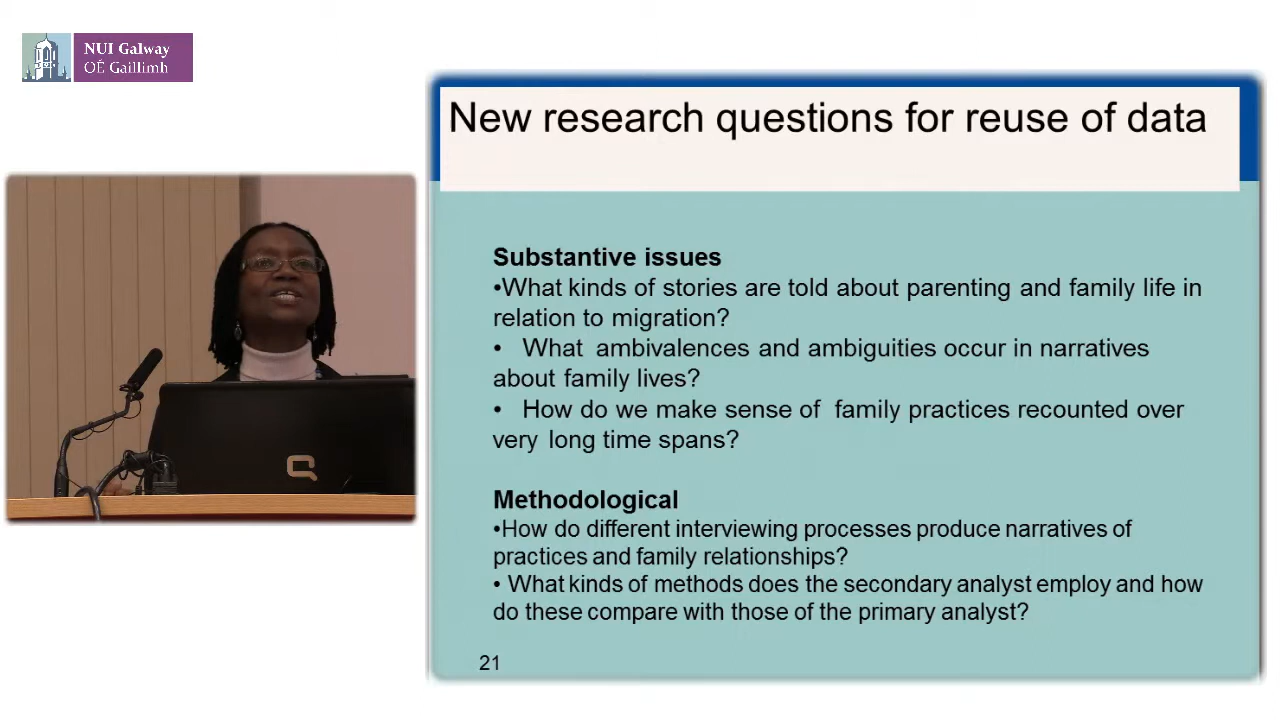 NUI Galway
OÉ Gaillimh
New research questions for reuse of data
Substantive issues
•What kinds of stories are told about parenting and family life in
relation to migration?
• What ambivalences and ambiguities occur in narratives
about family lives?
• How do we make sense of family practices recounted over
very long time spans?
Methodological
•How do different interviewing processes produce narratives of
practices and family relationships?
• What kinds of methods does the secondary analyst employ and how
do these compare with those of the primary analyst?
21